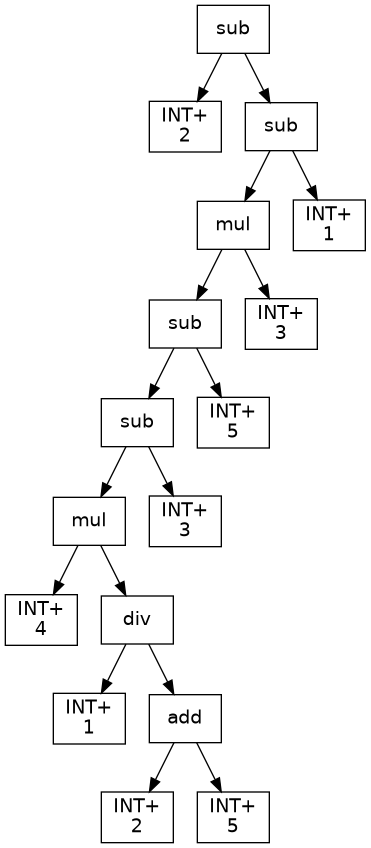 sub
INT+
2
sub
mul
INT+
1
sub
INT+
3
sub
INT+
5
mul
INT+
3
INT+
4
div
INT+
1
add
INT+
2
INT+
5